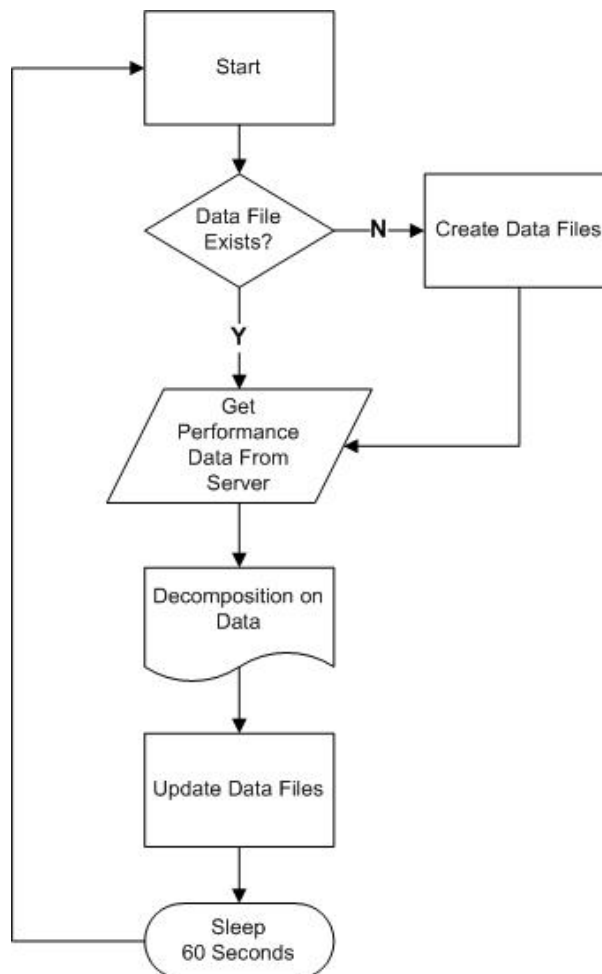 Start
Data File
Exists?
N
Create Data Files
Y
Get
Performance
Data From
Server
Decomposition on
Data
Update Data Files
Sleep
60 Seconds